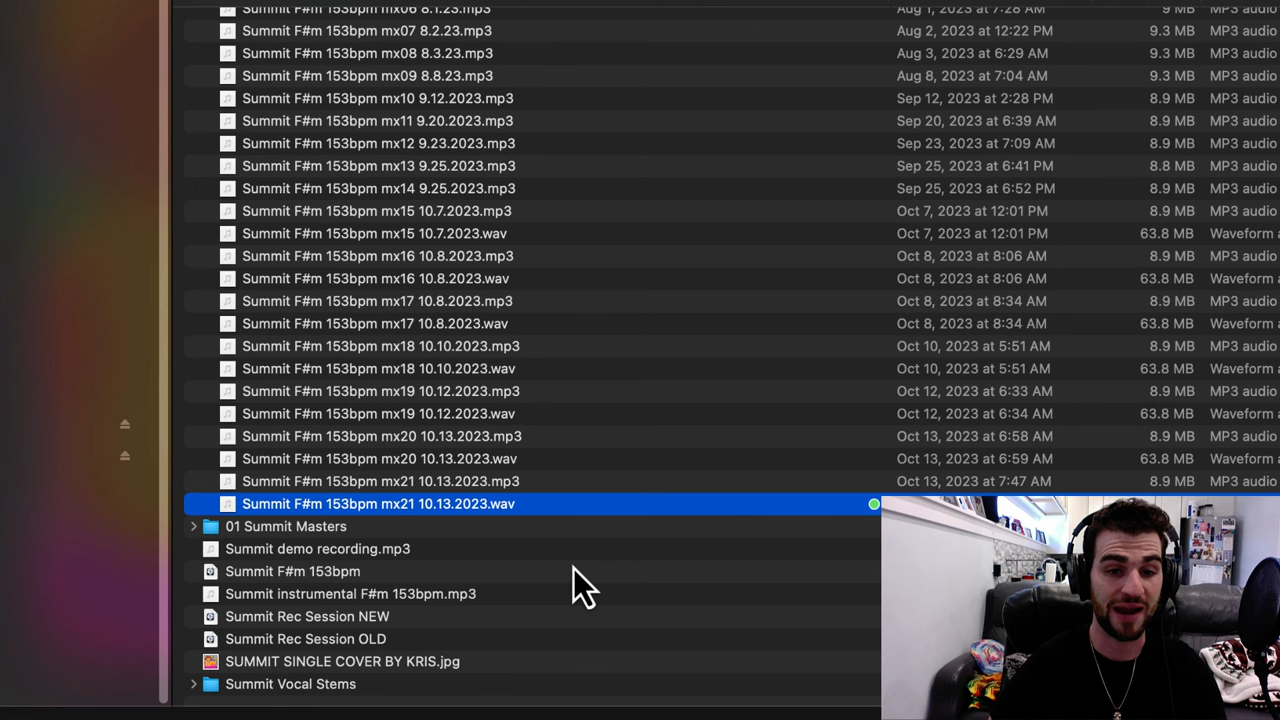 Summit F#m 153bpm mx06 8.1.23.mp3 Aug 1, 2023 at 7:28 AM 9 MB MP3 audio
Summit F#m 153bpm mx07 8.2.23.mp3 Aug 2, 2023 at 12:22 PM 9.3 MB MP3 audio
Summit F#m 153bpm mx08 8.3.23.mp3 Aug 3, 2023 at 6:29 AM 9.3 MB MP3 audio
Summit F#m 153bpm mx09 8.8.23.mp3 Aug 8, 2023 at 7:04 AM 9.3 MB MP3 audio
Summit F#m 153bpm mx10 9.12.2023.mp3 Sep 12, 2023 at 2:28 PM 8.9 MB MP3 audio
Summit F#m 153bpm mx11 9.20.2023.mp3 Sep 20, 2023 at 6:39 AM 8.9 MB MP3 audio
Summit F#m 153bpm mx12 9.23.2023.mp3 Sep 23, 2023 at 7:09 AM 8.9 MB MP3 audio
Summit F#m 153bpm mx13 9.25.2023.mp3 Sep 25, 2023 at 6:41 PM 8.8 MB MP3 audio
Summit F#m 153bpm mx14 9.25.2023.mp3 Sep 25, 2023 at 6:52 PM 8.9 MB MP3 audio
Summit F#m 153bpm mx15 10.7.2023.mp3 Oct 7, 2023 at 12:01 PM 8.9 MB MP3 audio
Summit F#m 153bpm mx15 10.7.2023.wav Oct 7, 2023 at 12:01 PM 63.8 MB Waveform a
Summit F#m 153bpm mx16 10.8.2023.mp3 Oct 8, 2023 at 8:06 AM 8.9 MB MP3 audio
Summit F#m 153bpm mx16 10.8.2023.wav Oct 8, 2023 at 8:06 AM 63.8 MB Waveform a
Summit F#m 153bpm mx17 10.8.2023.mp3 Oct 8, 2023 at 8:34 AM 8.9 MB MP3 audio
Summit F#m 153bpm mx17 10.8.2023.wav Oct 8, 2023 at 8:34 AM 63.8 MB Waveform a
Summit F#m 153bpm mx18 10.10.2023.mp3 Oct 11, 2023 at 5:51 AM 8.9 MB MP3 audio
Summit F#m 153bpm mx18 10.10.2023.wav Oct 11, 2023 at 5:51 AM 63.8 MB Waveform a
Summit F#m 153bpm mx19 10.12.2023.mp3 Oct 12, 2023 at 6:33 AM 8.9 MB MP3 audio
Summit F#m 153bpm mx19 10.12.2023.wav Oct 12, 2023 at 6:34 AM 63.8 MB Waveform a
Summit F#m 153bpm mx20 10.13.2023.mp3 Oct 13, 2023 at 6:58 AM 8.9 MB MP3 audio
Summit F#m 153bpm mx20 10.13.2023.wav Oct 13, 2023 at 6:59 AM 63.8 MB Waveform a
Summit F#m 153bpm mx21 10.13.2023.mp3 Oct 13, 2023 at 7:47 AM 8.9 MB MP3 audio
Summit F#m 153bpm mx21 10.13.2023.wav
01 Summit Masters
Summit demo recording.mp3
Summit F#m 153bpm
Summit instrumental F#m 153bpm.mp3
Summit Rec Session NEW
Summit Rec Session OLD
SUMMIT SINGLE COVER BY KRIS.jpg
Summit Vocal Stems